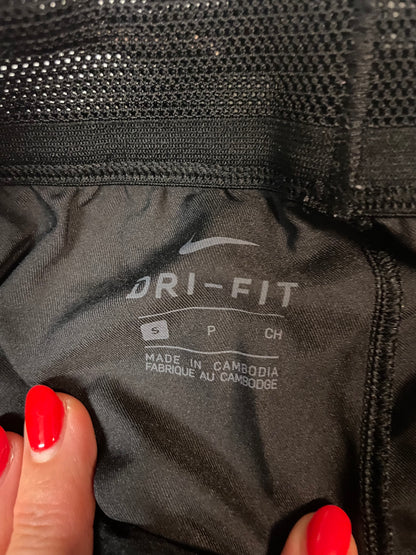 DRI-FIT
S P CH
MADE IN CAMBODIA
FABRIQUE AU CAMBODGE